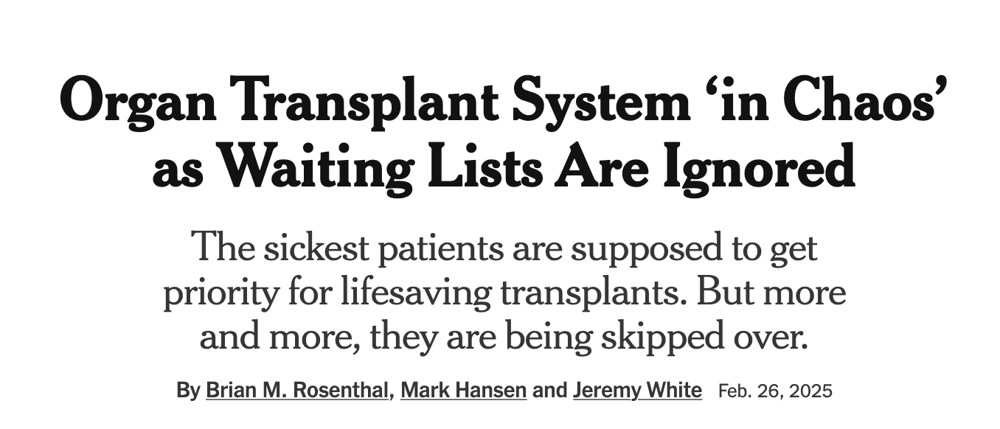 Organ Transplant System ‘in Chaos’
as Waiting Lists Are Ignored
The sickest patients are supposed to get
priority for lifesaving transplants. But more
and more, they are being skipped over.
By Brian M. Rosenthal, Mark Hansen and Jeremy White Feb. 26, 2025